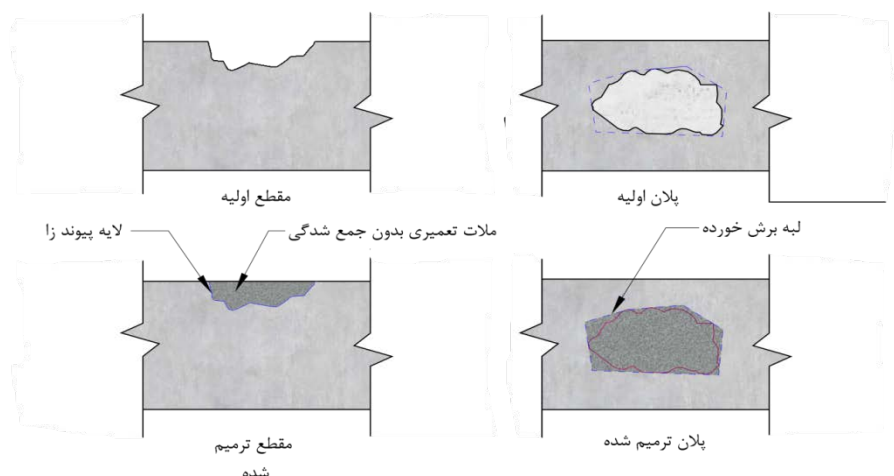 پلان اولیه
مقطع اولیه
لبه برش خورده
ملات تعمیری بدون جمع شدگی
لایه پیوند زا
پلان ترمیم شده
مقطع ترمیم
شده